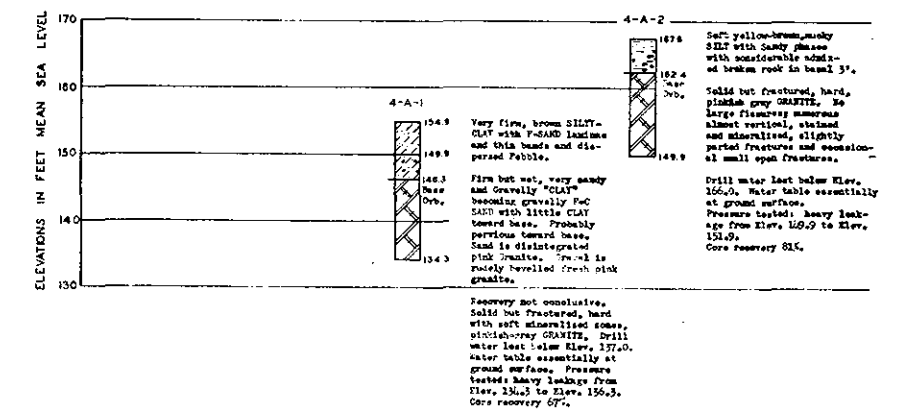 ELEVATIONS IN FEET MEAN SEA LEVEL
170
160
150
140
130
4-A-1
154.9
149.9
146.3
Base
Orb.
134.3
Very firm, brown SILTY-
CLAY with F-SAND laminae
and thin bands and dis-
persed Pebble.
Firm but wet, very sandy
and Gravelly "CLAY"
becoming gravelly F-C
SAND with little CLAY
toward base. Probably
pervious toward base.
Sand is disintegrated
pink Granite. Gravel is
rudely bevelled fresh pink
granite.
Recovery not conclusive.
Solid but fractured, hard
with soft mineralized zones,
pinkish-gray GRANITE. Drill
water lost below Elev. 137.0.
Water table essentially at
ground surface. Pressure
tested: heavy leakage from
Elev. 134.3 to Elev. 136.3.
Core recovery 67%.
4-A-2
167.6
162.4
Base
Orb.
149.9
Soft yellow-brown, mucky
SILT with Sandy phases
with considerable admix-
ed broken rock in basal 3'.
Solid but fractured, hard,
pinkish gray GRANITE. No
large fissures; numerous
almost vertical, stained
and mineralized, slightly
parted fractures and occasion-
al small open fractures.
Drill water lost below Elev.
166.0. Water table essentially
at ground surface.
Pressure tested: heavy leak-
age from Elev. 149.9 to Elev.
151.9.
Core recovery 81%.